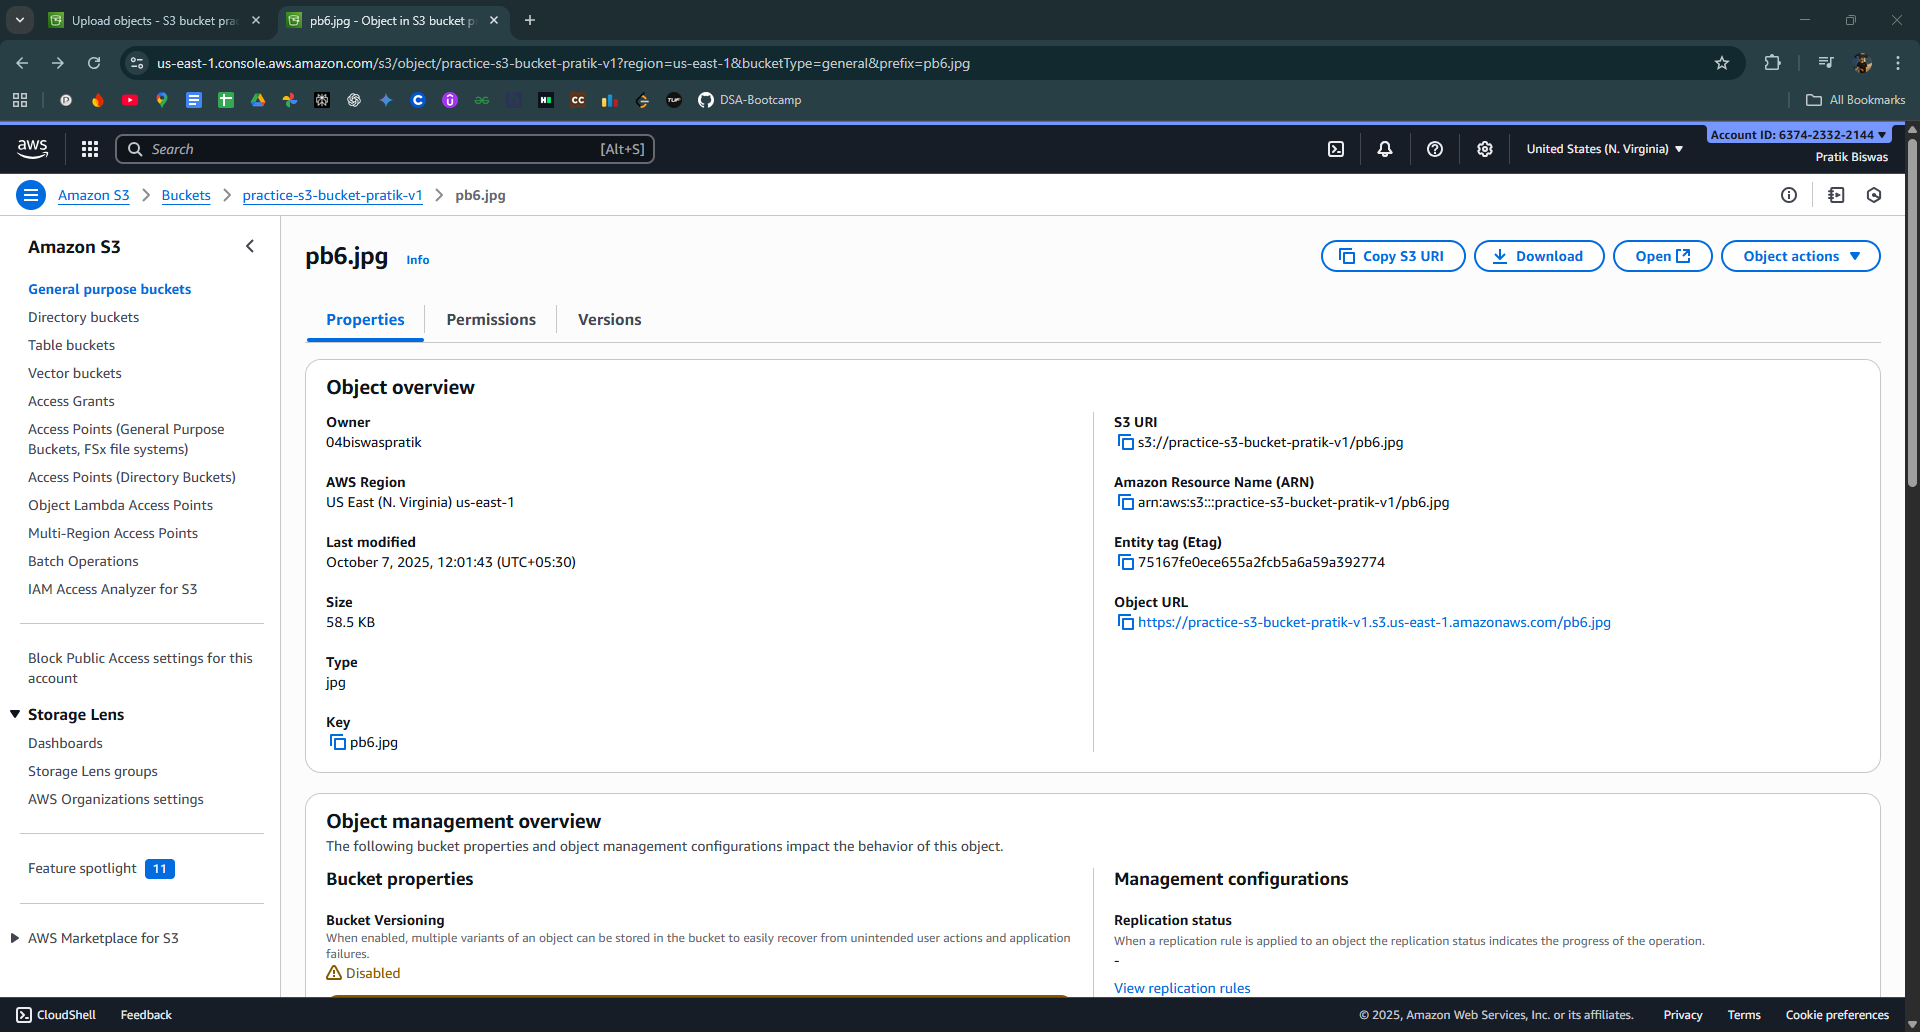 Upload objects - S3 bucket pra
pb6.jpg - Object in S3 bucket p
us-east-1.console.aws.amazon.com/s3/object/practice-s3-bucket-pratik-v1?region=us-east-1&bucketType=general&prefix=pb6.jpg
DSA-Bootcamp
All Bookmarks
aws
Search
[Alt+S]
United States (N. Virginia)
Account ID: 6374-2332-2144
Pratik Biswas
Amazon S3
Buckets
practice-s3-bucket-pratik-v1
pb6.jpg
Amazon S3
General purpose buckets
Directory buckets
Table buckets
Vector buckets
Access Grants
Access Points (General Purpose
Buckets, FSx file systems)
Access Points (Directory Buckets)
Object Lambda Access Points
Multi-Region Access Points
Batch Operations
IAM Access Analyzer for S3
Block Public Access settings for this
account
Storage Lens
Dashboards
Storage Lens groups
AWS Organizations settings
Feature spotlight 11
AWS Marketplace for S3
pb6.jpg Info
Copy S3 URI
Download
Open
Object actions
Properties
Permissions
Versions
Object overview
Owner
04biswaspratik
AWS Region
US East (N. Virginia) us-east-1
Last modified
October 7, 2025, 12:01:43 (UTC+05:30)
Size
58.5 KB
Type
jpg
Key
pb6.jpg
S3 URI
s3://practice-s3-bucket-pratik-v1/pb6.jpg
Amazon Resource Name (ARN)
arn:aws:s3:::practice-s3-bucket-pratik-v1/pb6.jpg
Entity tag (Etag)
75167fe0ece655a2fcb5a6a59a392774
Object URL
https://practice-s3-bucket-pratik-v1.s3.us-east-1.amazonaws.com/pb6.jpg
Object management overview
The following bucket properties and object management configurations impact the behavior of this object.
Bucket properties
Bucket Versioning
When enabled, multiple variants of an object can be stored in the bucket to easily recover from unintended user actions and application
failures.
Disabled
Management configurations
Replication status
When a replication rule is applied to an object the replication status indicates the progress of the operation.
-
View replication rules
CloudShell
Feedback
© 2025, Amazon Web Services, Inc. or its affiliates.
Privacy
Terms
Cookie preferences